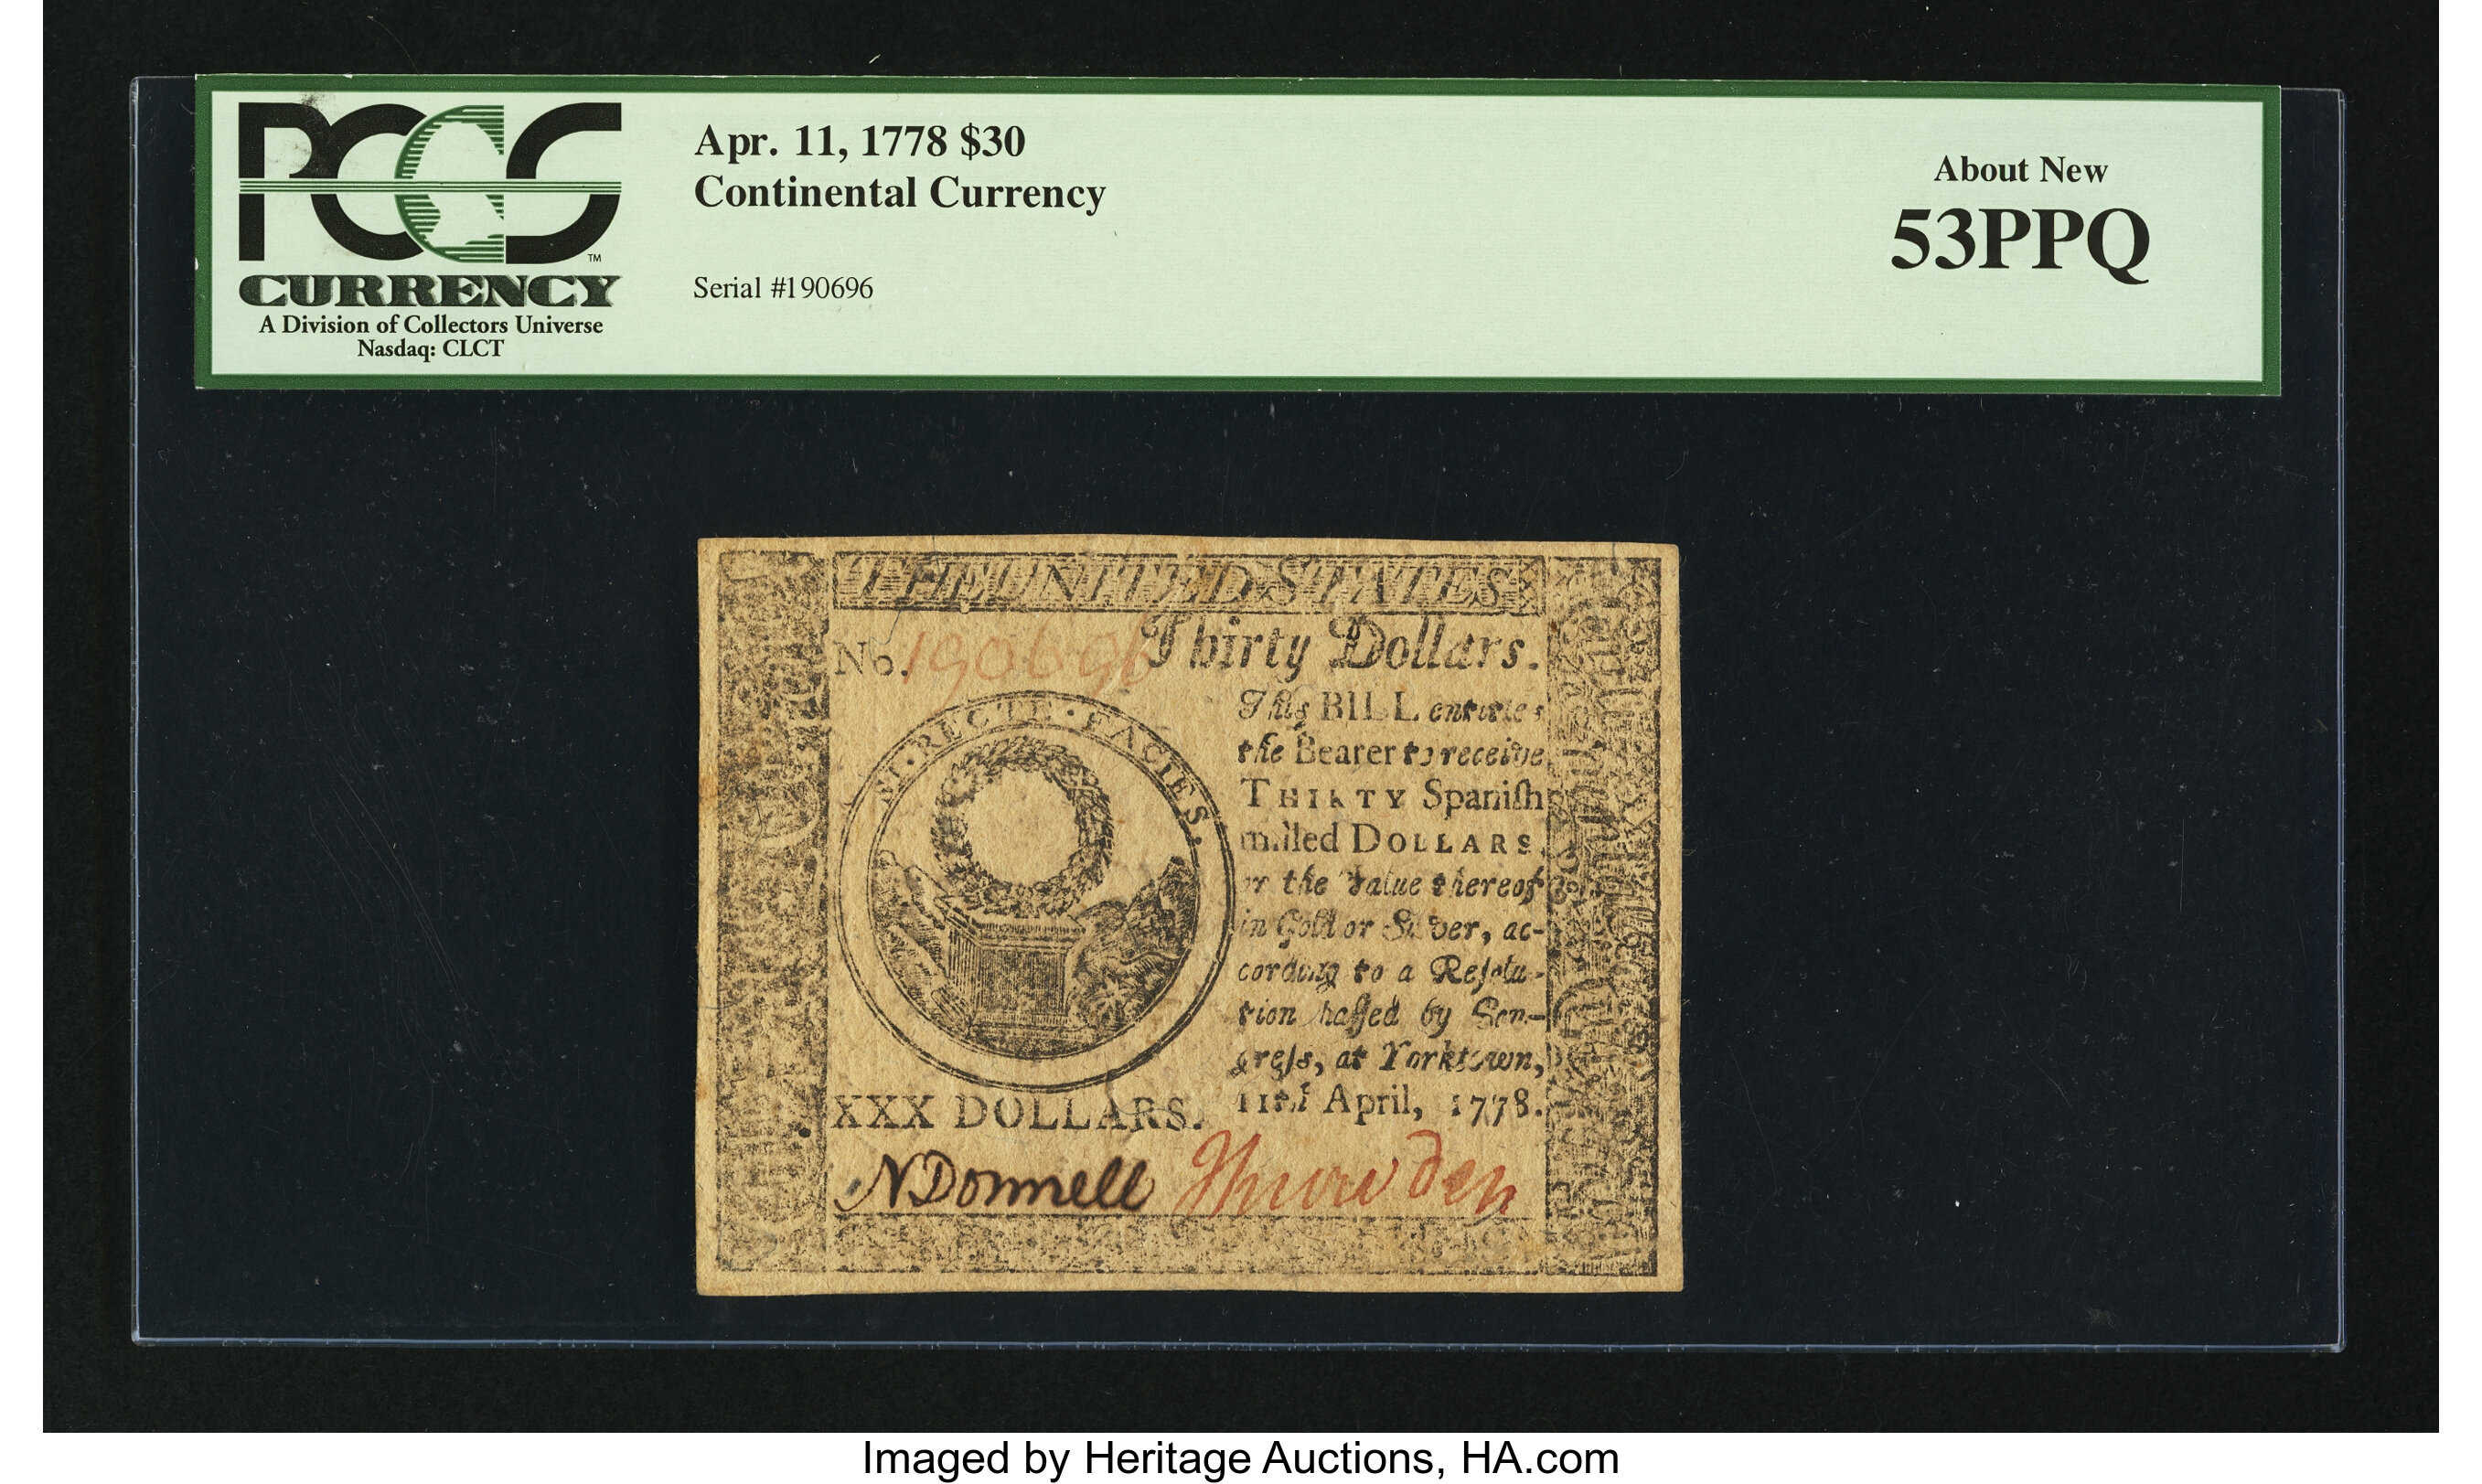 PCGS
TM
CURRENCY
A Division of Collectors Universe
Nasdaq: CLCT
Apr. 11, 1778 $30
Continental Currency
Serial #190696
About New
53PPQ
THE UNITED STATES
No. 190696 Thirty Dollars.
SI·RECTE·FACIES.
This BILL entitles
the Bearer to receive
THIRTY Spaniſh
milled DOLLARS,
or the Value thereof
in Gold or Silver, ac-
cording to a Reſolu-
tion paſſed by Con-
greſs, at Yorktown,
11th April, 1778.
XXX DOLLARS.
N Donnell
Imaged by Heritage Auctions, HA.com